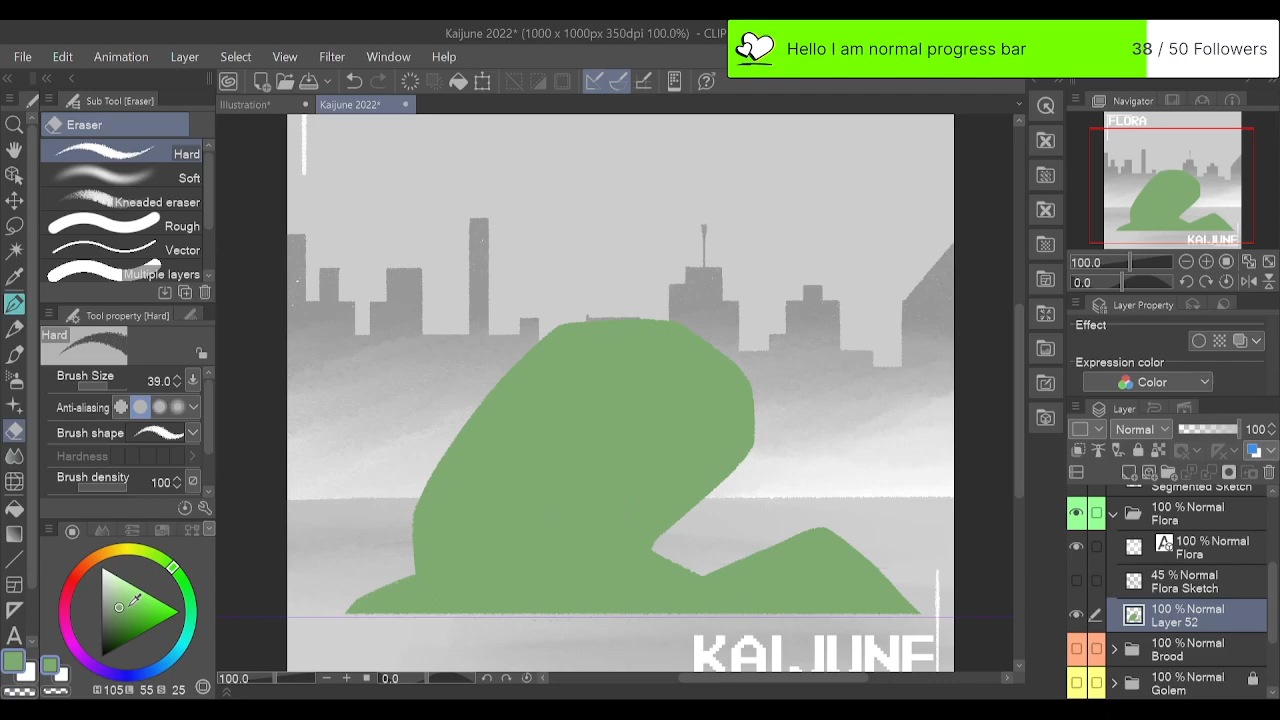 Kaijune 2022* (1000 x 1000px 350dpi 100.0%) - CLIP
Hello I am normal progress bar
38 / 50 Followers
File Edit Animation Layer Select View Filter Window Help
Sub Tool [Eraser]
Illustration*
Kaijune 2022*
Navigator
Eraser
FLORA
KAIJUNE
Hard
Soft
Kneaded eraser
Rough
Vector
Multiple layers
100.0
0.0
Tool property [Hard]
Layer Property
Hard
Effect
Brush Size 39.0
Expression color
Color
Anti-aliasing
Layer
Brush shape
Normal 100
Hardness
Brush density 100
Segmented Sketch
100 % Normal
Flora
100 % Normal
Flora
45 % Normal
Flora Sketch
100 % Normal
Layer 52
100 % Normal
Brood
100 % Normal
Golem
KAIJUNE
100.0
0.0
H 105 L 55 S 25